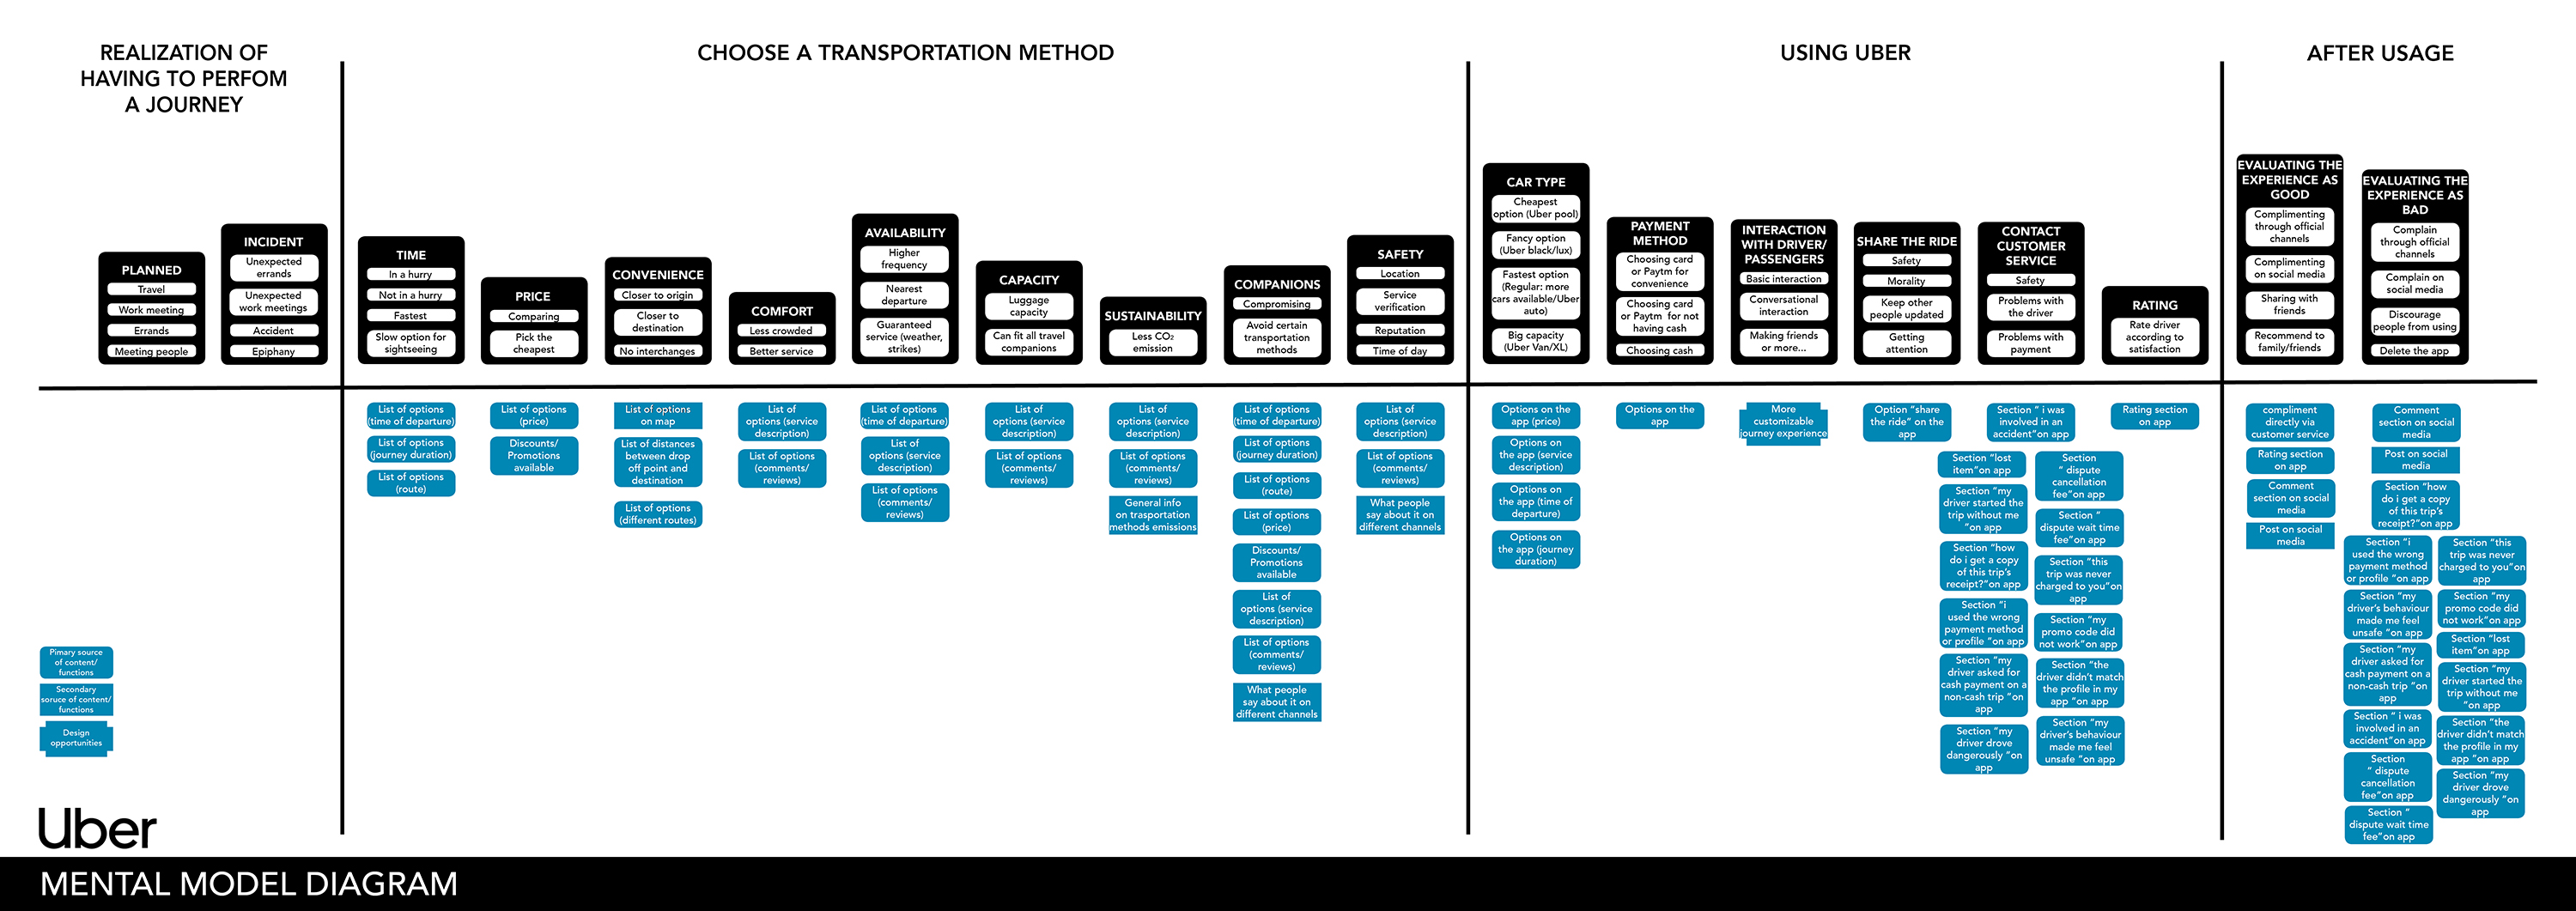 REALIZATION OF
HAVING TO PERFOM
A JOURNEY
CHOOSE A TRANSPORTATION METHOD
USING UBER
AFTER USAGE
PLANNED
Travel
Work meeting
Errands
Meeting people
INCIDENT
Unexpected
errands
Unexpected
work meetings
Accident
Epiphany
TIME
In a hurry
Not in a hurry
Fastest
Slow option for
sightseeing
PRICE
Comparing
Pick the
cheapest
CONVENIENCE
Closer to origin
Closer to
destination
No interchanges
COMFORT
Less crowded
Better service
AVAILABILITY
Higher
frequency
Nearest
departure
Guaranteed
service (weather,
strikes)
CAPACITY
Luggage
capacity
Can fit all travel
companions
SUSTAINABILITY
Less CO₂
emission
COMPANIONS
Compromising
Avoid certain
transportation
methods
SAFETY
Location
Service
verification
Reputation
Time of day
CAR TYPE
Cheapest
option (Uber pool)
Fancy option
(Uber black/lux)
Fastest option
(Regular: more
cars available/Uber
auto)
Big capacity
(Uber Van/XL)
PAYMENT
METHOD
Choosing card
or Paytm for
convenience
Choosing card
or Paytm for not
having cash
Choosing cash
INTERACTION
WITH DRIVER/
PASSENGERS
Basic interaction
Conversational
interaction
Making friends
or more...
SHARE THE RIDE
Safety
Morality
Keep other
people updated
Getting
attention
CONTACT
CUSTOMER
SERVICE
Safety
Problems with
the driver
Problems with
payment
RATING
Rate driver
according to
satisfaction
EVALUATING THE
EXPERIENCE AS
GOOD
Complimenting
through official
channels
Complimenting
on social media
Sharing with
friends
Recommend to
family/friends
EVALUATING THE
EXPERIENCE AS
BAD
Complain
through official
channels
Complain on
social media
Discourage
people from using
Delete the app
List of options
(time of departure)
List of options
(journey duration)
List of options
(route)
List of options
(price)
Discounts/
Promotions
available
List of options
on map
List of distances
between drop
off point and
destination
List of options
(different routes)
List of
options (service
description)
List of options
(comments/
reviews)
List of options
(time of departure)
List of
options (service
description)
List of options
(comments/
reviews)
List of
options (service
description)
List of options
(comments/
reviews)
List of
options (service
description)
List of options
(comments/
reviews)
General info
on trasportation
methods emissions
List of options
(time of departure)
List of options
(journey duration)
List of options
(route)
List of options
(price)
Discounts/
Promotions
available
List of
options (service
description)
List of options
(comments/
reviews)
What people
say about it on
different channels
List of
options (service
description)
List of options
(comments/
reviews)
What people
say about it on
different channels
Options on the
app (price)
Options on
the app (service
description)
Options on
the app (time of
departure)
Options on
the app (journey
duration)
Options on the
app
More
customizable
journey experience
Option "share
the ride" on the
app
Section " i was
involved in an
accident"on app
Section "lost
item"on app
Section "my
driver started the
trip without me
"on app
Section "how
do i get a copy
of this trip's
receipt?"on app
Section "i
used the wrong
payment method
or profile "on app
Section "my
driver asked for
cash payment on a
non-cash trip "on
app
Section "my
driver drove
dangerously "on
app
Section
" dispute
cancellation
fee"on app
Section "
dispute wait time
fee"on app
Section "this
trip was never
charged to you"on
app
Section "my
promo code did
not work"on app
Section "the
driver didn't match
the profile in my
app "on app
Section "my
driver's behaviour
made me feel
unsafe "on app
Rating section
on app
compliment
directly via
customer service
Rating section
on app
Comment
section on social
media
Post on social
media
Comment
section on social
media
Post on social
media
Section "how
do i get a copy
of this trip's
receipt?"on app
Section "i
used the wrong
payment method
or profile "on app
Section "my
driver's behaviour
made me feel
unsafe "on app
Section "my
driver asked for
cash payment on a
non-cash trip "on
app
Section " i was
involved in an
accident"on app
Section
" dispute
cancellation
fee"on app
Section "
dispute wait time
fee"on app
Section "this
trip was never
charged to you"on
app
Section "my
promo code did
not work"on app
Section "lost
item"on app
Section "my
driver started the
trip without me
"on app
Section "the
driver didn't match
the profile in my
app "on app
Section "my
driver drove
dangerously "on
app
Pimary source
of content/
functions
Secondary
soruce of content/
functions
Design
opportunities
Uber
MENTAL MODEL DIAGRAM